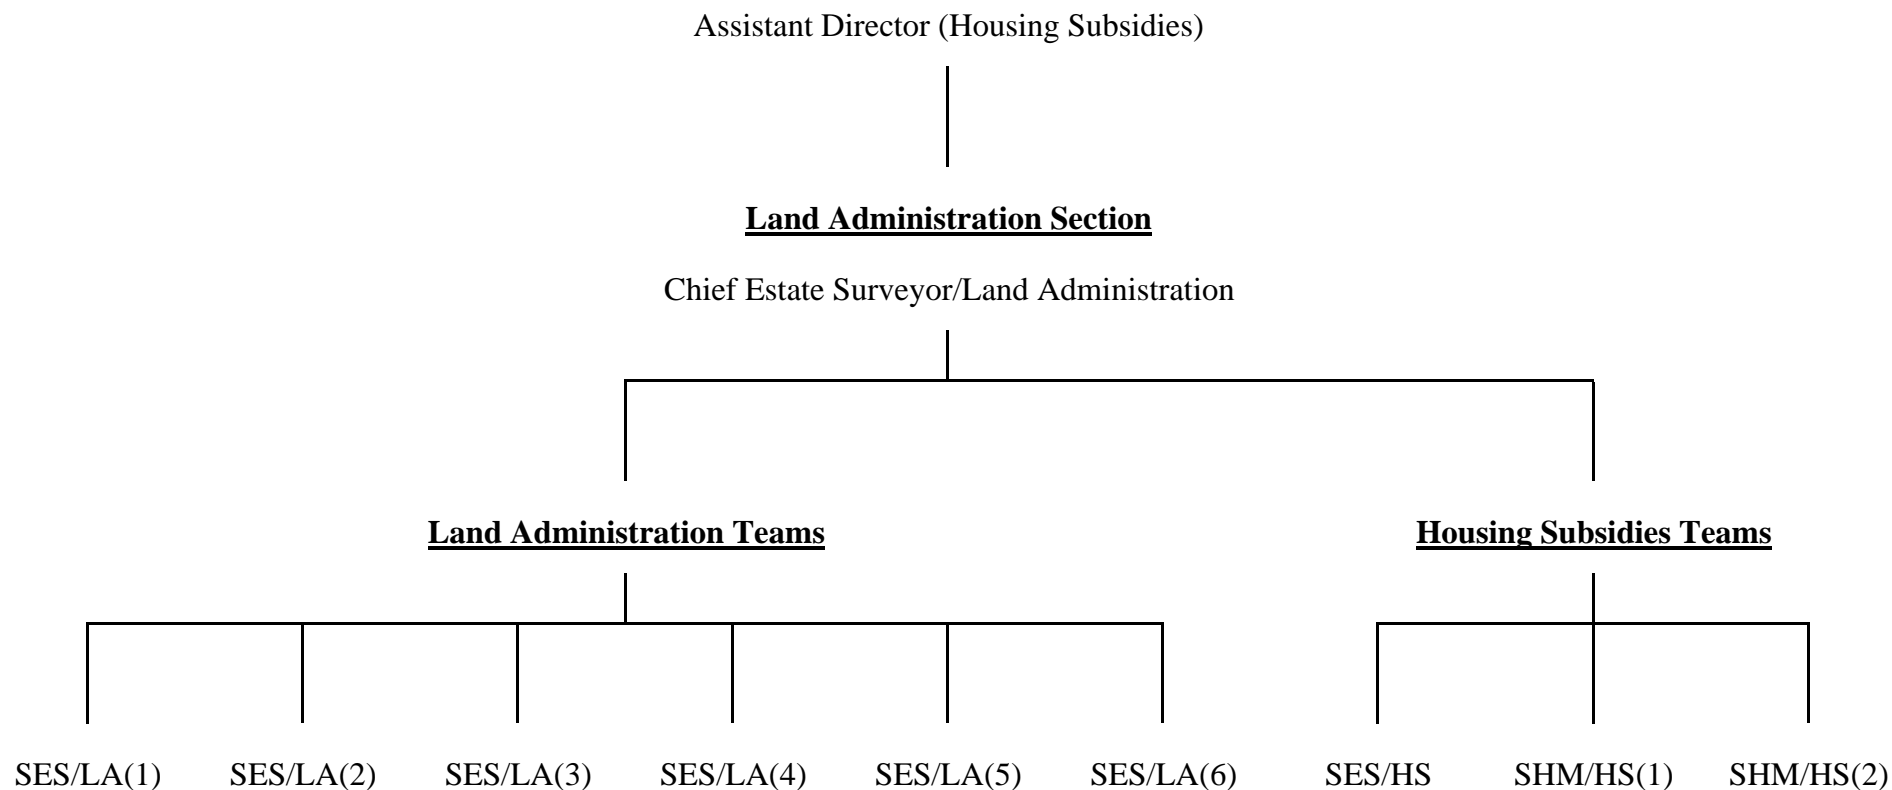 Assistant Director (Housing Subsidies)
Land Administration Section
Chief Estate Surveyor/Land Administration
Land Administration Teams
Housing Subsidies Teams
SES/LA(1)
SES/LA(2)
SES/LA(3)
SES/LA(4)
SES/LA(5)
SES/LA(6)
SES/HS
SHM/HS(1)
SHM/HS(2)